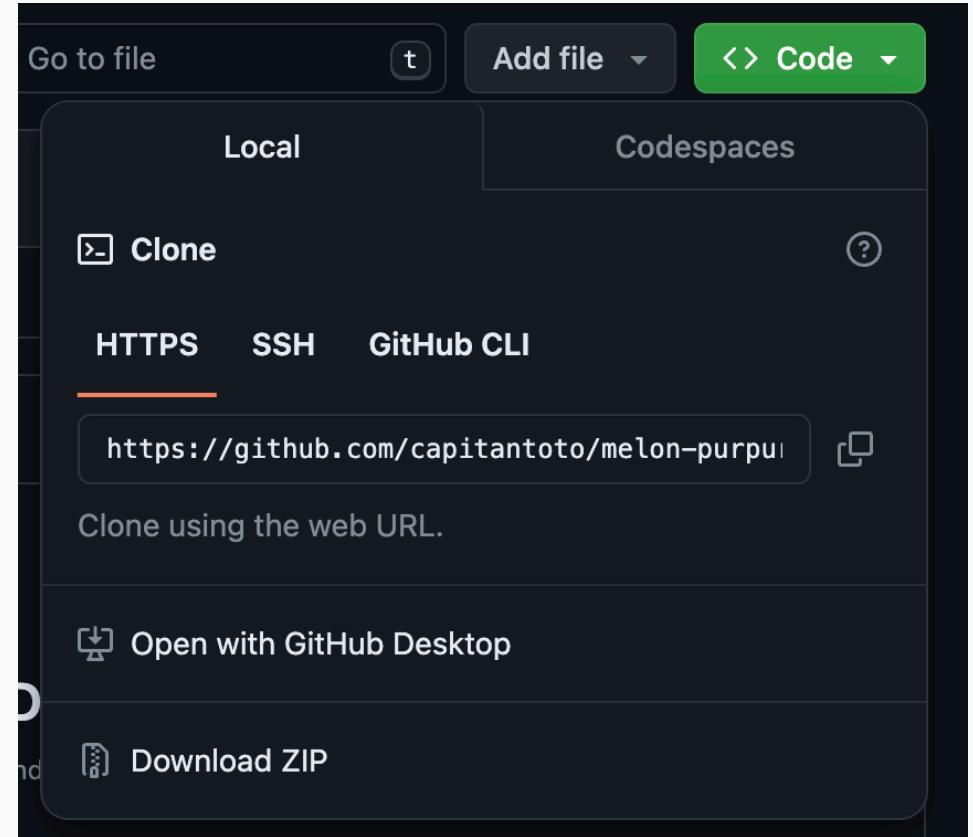 Go to file t Add file <> Code
Local Codespaces
Clone
HTTPS SSH GitHub CLI
https://github.com/capitantoto/melon-purpu
Clone using the web URL.
Open with GitHub Desktop
Download ZIP